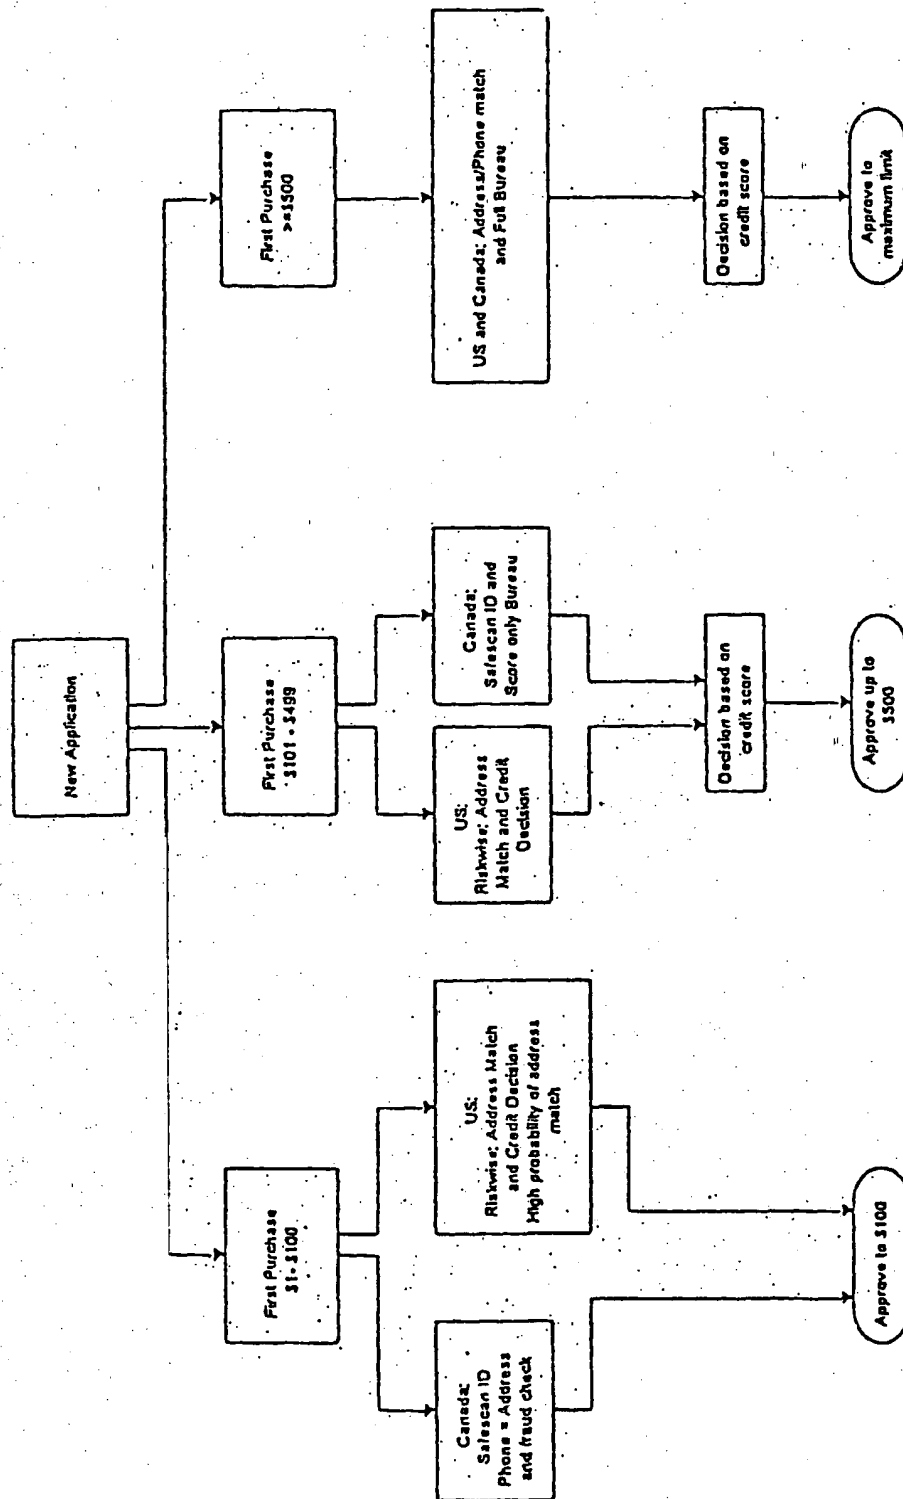 New Application
First Purchase
$1 - $100
First Purchase
$101 - $499
First Purchase
>=$500
Canada:
Salescan ID
Phone = Address
and fraud check
US:
Riskwise: Address Match
and Credit Decision
High probability of address
match
US:
Riskwise: Address
Match and Credit
Decision
Canada:
Salescan ID and
Score only Bureau
US and Canada: Address/Phone match
and Full Bureau
Decision based on
credit score
Decision based on
credit score
Approve to $100
Approve up to
$500
Approve to
maximum limit